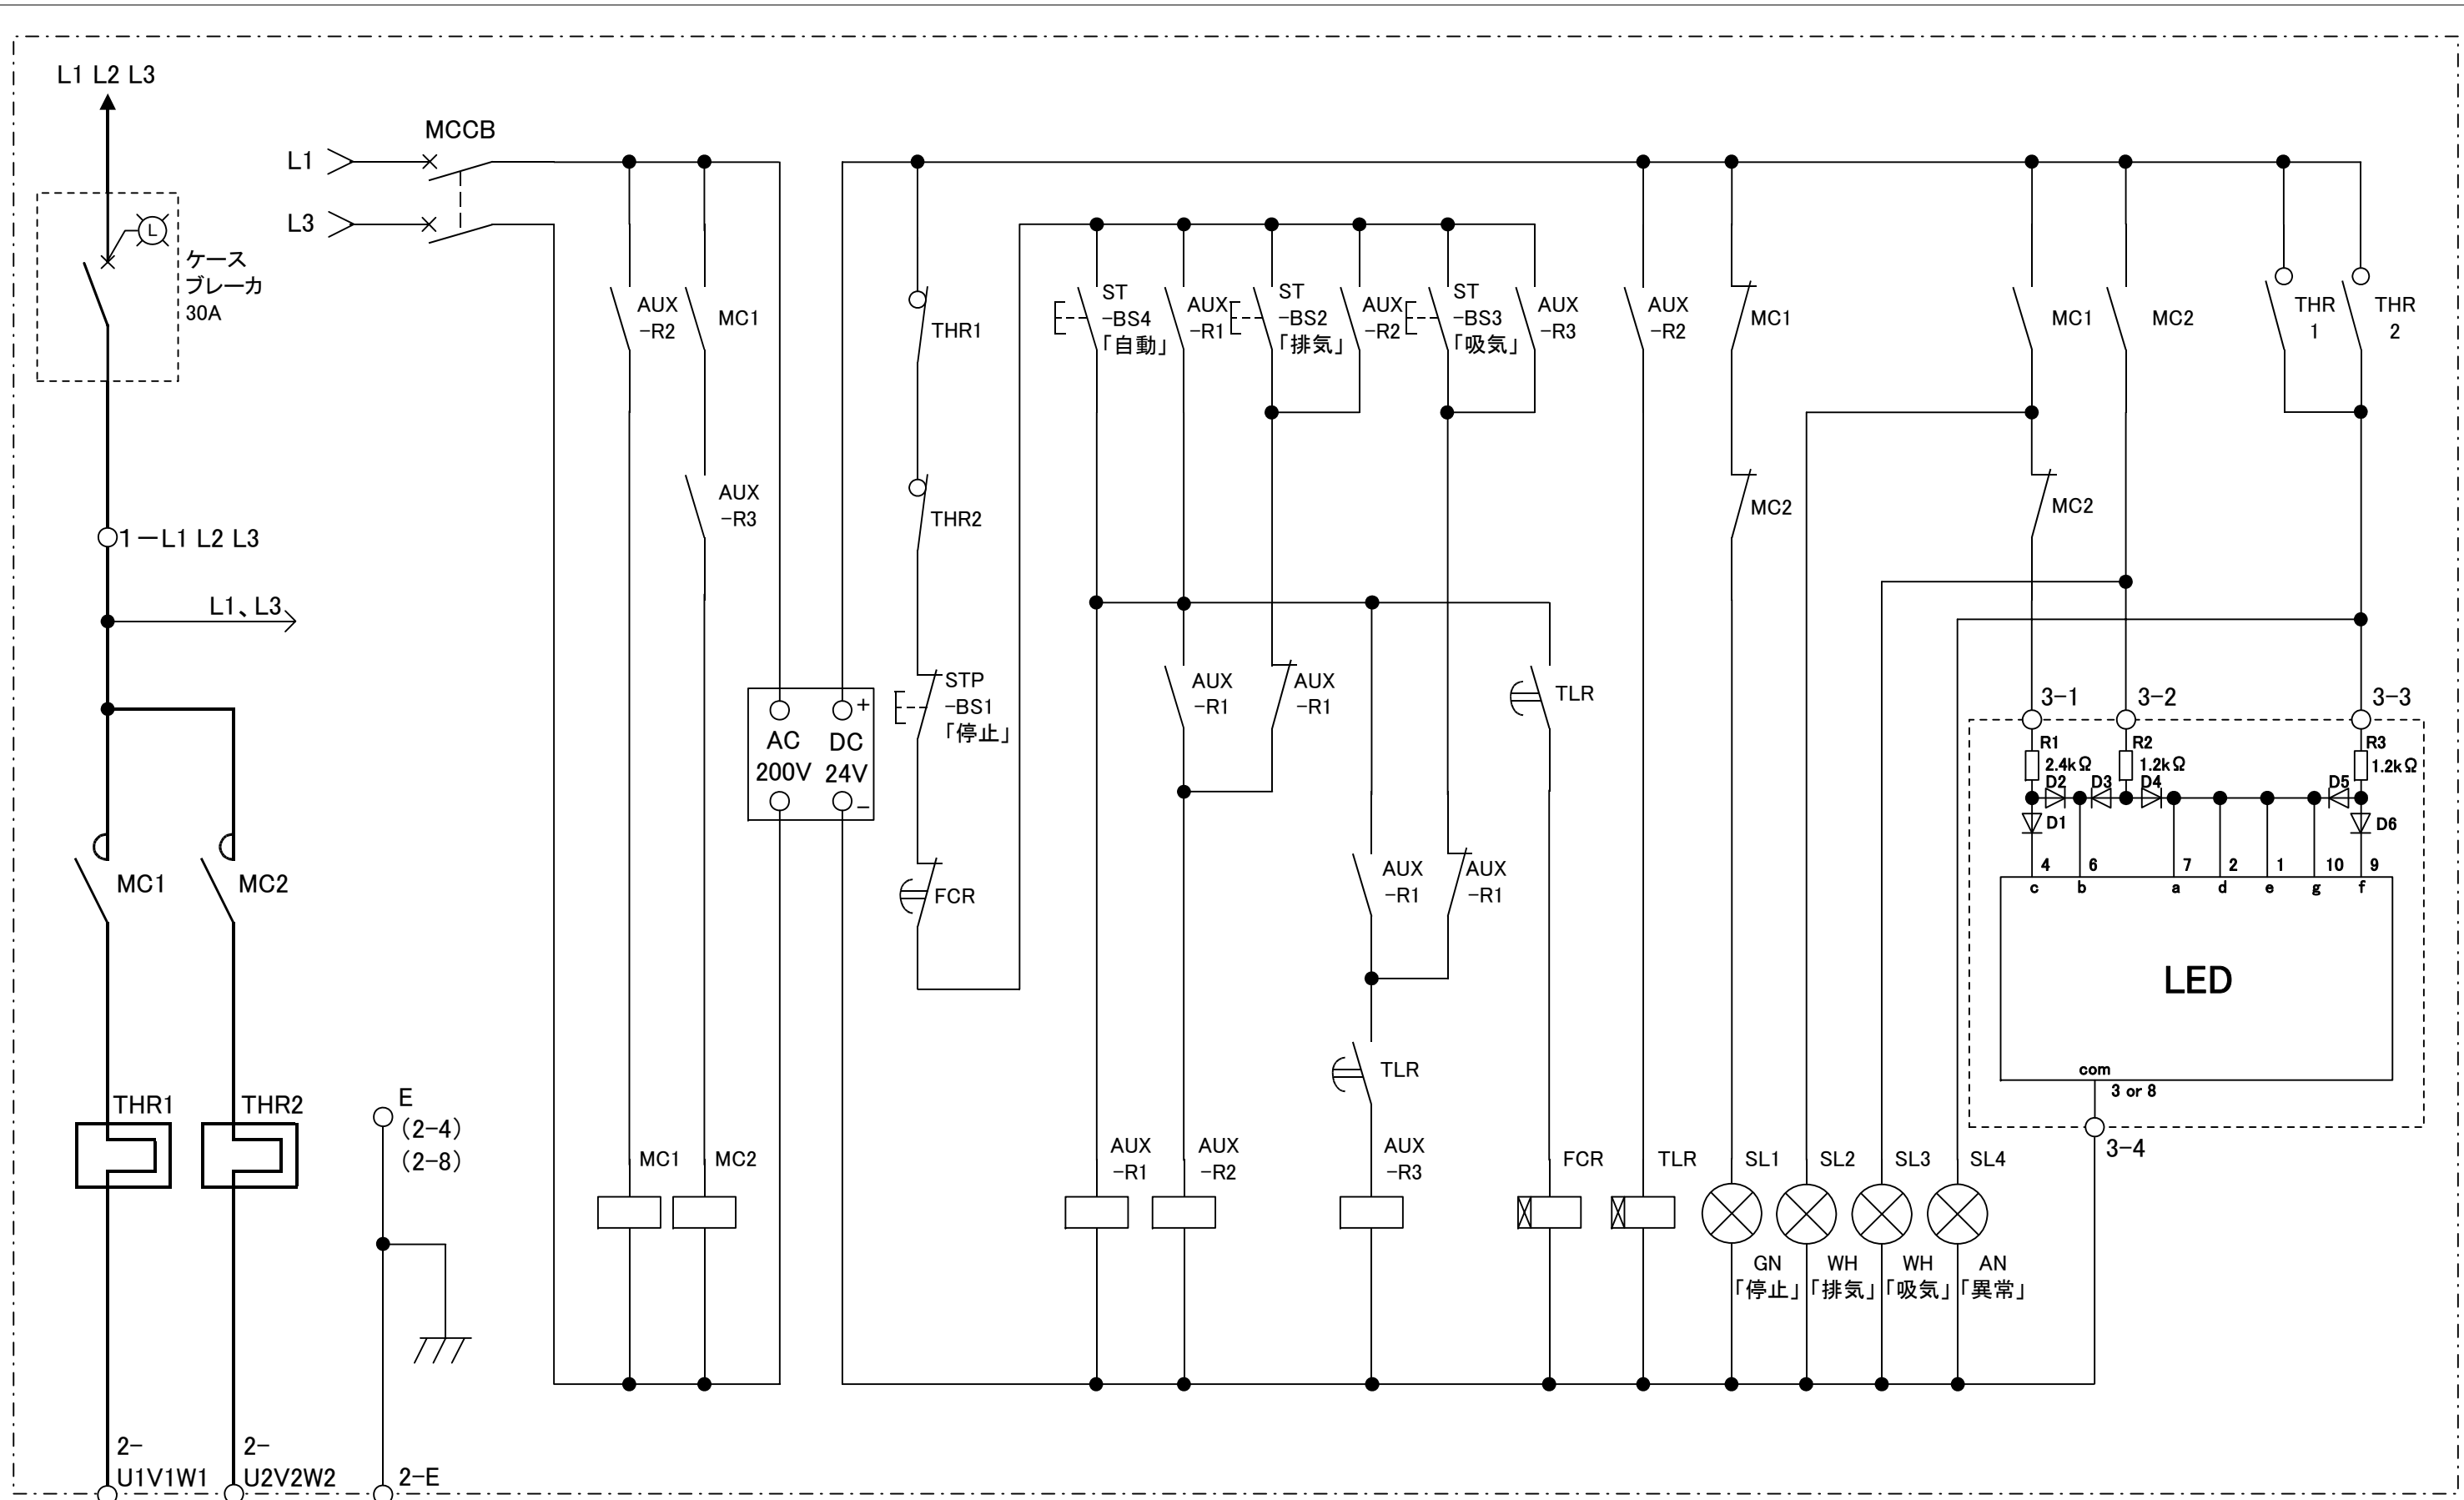 L1 L2 L3
MCCB
L1
L3
L
ケース
ブレーカ
30A
AUX
-R2
MC1
AUX
-R3
THR1
THR2
ST
-BS4
「自動」
AUX
-R1
ST
-BS2
「排気」
AUX
-R2
ST
-BS3
「吸気」
AUX
-R3
AUX
-R2
MC1
MC2
MC1
MC2
MC2
THR
1
THR
2
1－L1 L2 L3
L1、L3
STP
-BS1
「停止」
FCR
AC
200V
DC
24V
+
−
AUX
-R1
AUX
-R1
TLR
AUX
-R1
AUX
-R1
TLR
3-1
3-2
3-3
R1
2.4kΩ
R2
1.2kΩ
R3
1.2kΩ
D2
D3
D4
D5
D1
D6
4
6
7
2
1
10
9
c
b
a
d
e
g
f
LED
com
3 or 8
3-4
MC1
MC2
THR1
THR2
E
(2-4)
(2-8)
MC1
MC2
AUX
-R1
AUX
-R2
AUX
-R3
FCR
TLR
SL1
SL2
SL3
SL4
GN
「停止」
WH
「排気」
WH
「吸気」
AN
「異常」
2-
U1V1W1
2-
U2V2W2
2-E